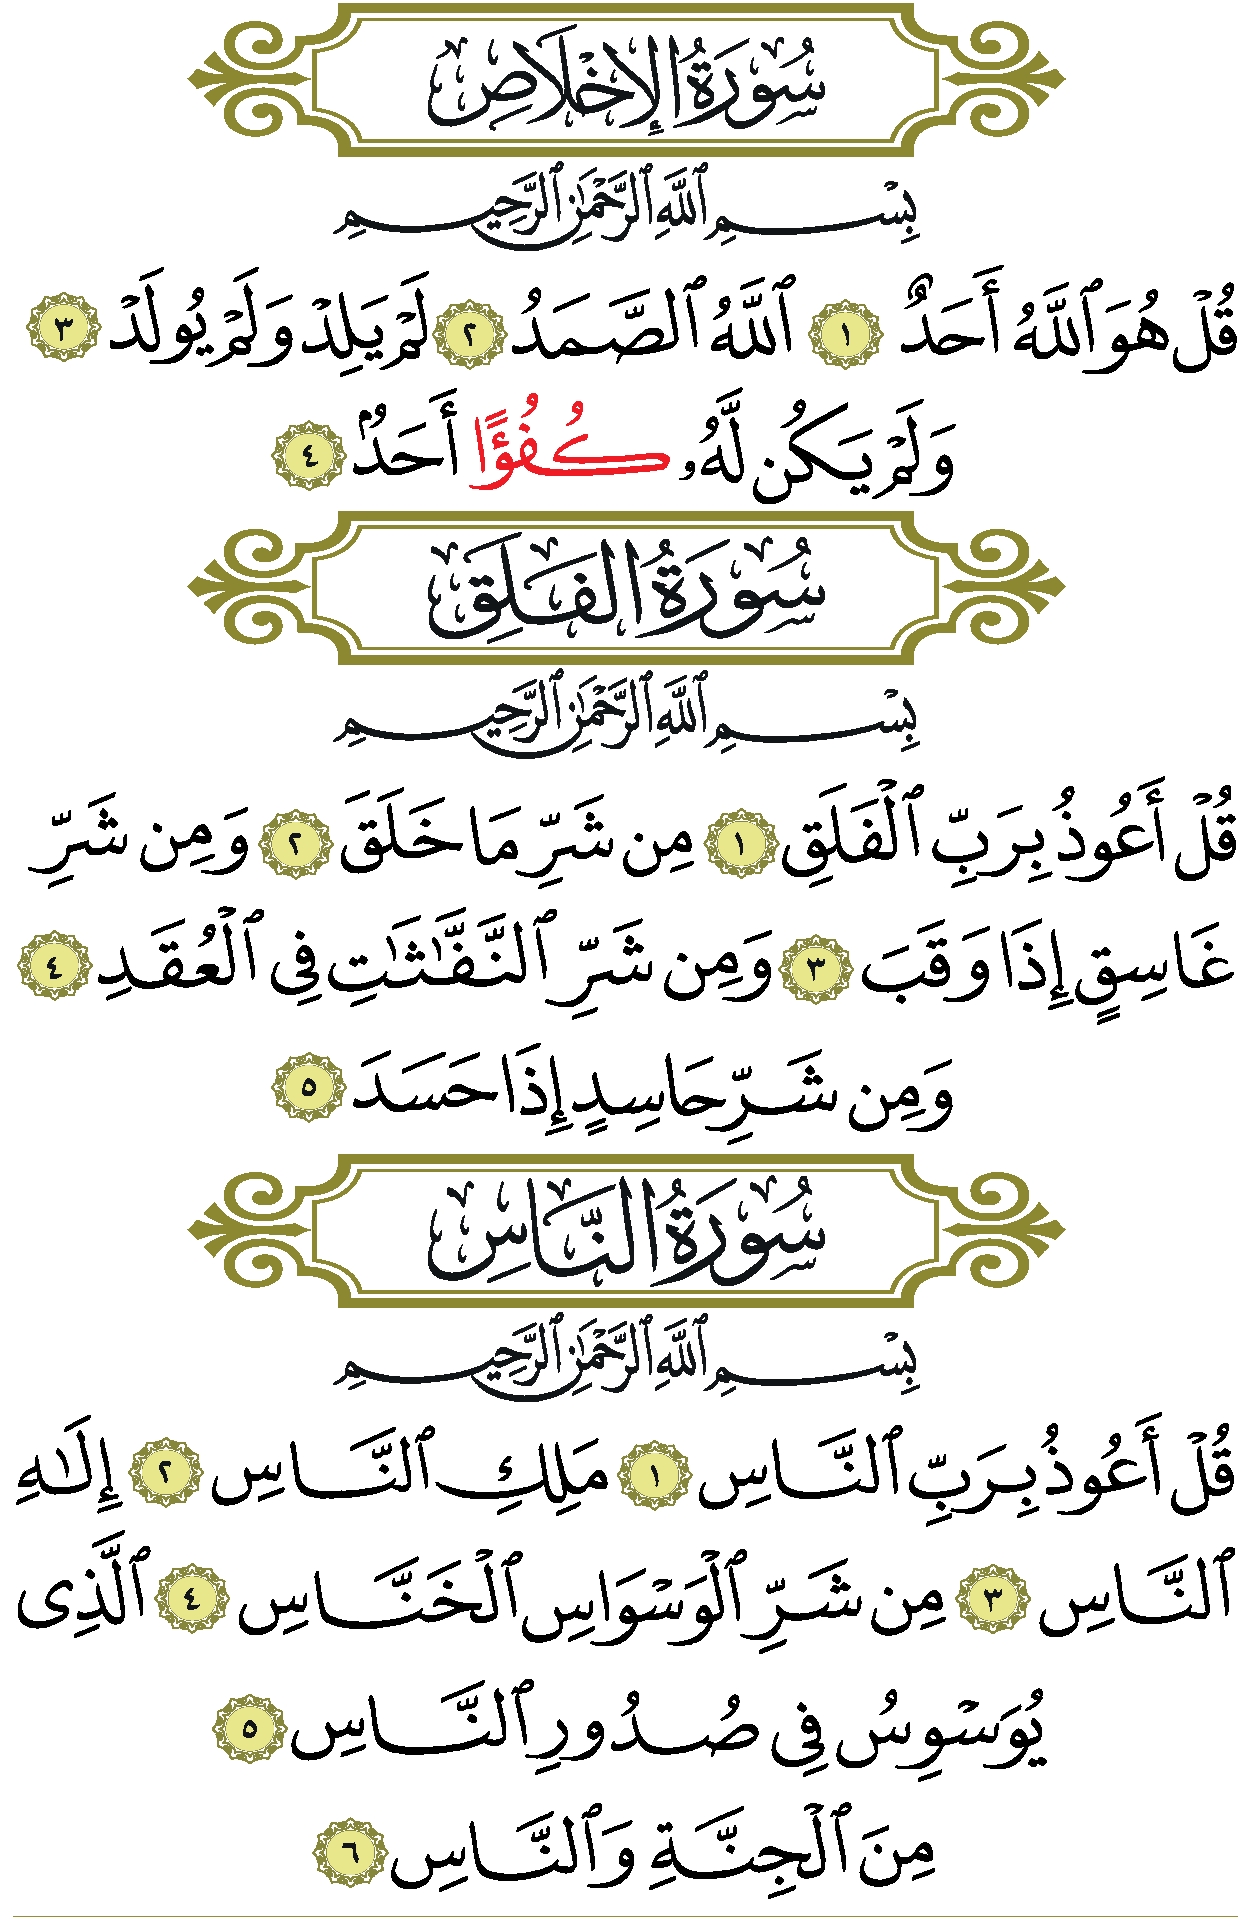 سُورَةُ الإِخْلَاصِ
بِسْمِ ٱللَّهِ ٱلرَّحْمَٰنِ ٱلرَّحِيمِ
قُلْ هُوَ ٱللَّهُ أَحَدٌ ١ ٱللَّهُ ٱلصَّمَدُ ٢ لَمْ يَلِدْ وَلَمْ يُولَدْ ٣
وَلَمْ يَكُن لَّهُۥ كُفُؤًا أَحَدٌۢ ٤
سُورَةُ الفَلَقِ
بِسْمِ ٱللَّهِ ٱلرَّحْمَٰنِ ٱلرَّحِيمِ
قُلْ أَعُوذُ بِرَبِّ ٱلْفَلَقِ ١ مِن شَرِّ مَا خَلَقَ ٢ وَمِن شَرِّ
غَاسِقٍ إِذَا وَقَبَ ٣ وَمِن شَرِّ ٱلنَّفَّٰثَٰتِ فِى ٱلْعُقَدِ ٤
وَمِن شَرِّ حَاسِدٍ إِذَا حَسَدَ ٥
سُورَةُ النَّاسِ
بِسْمِ ٱللَّهِ ٱلرَّحْمَٰنِ ٱلرَّحِيمِ
قُلْ أَعُوذُ بِرَبِّ ٱلنَّاسِ ١ مَلِكِ ٱلنَّاسِ ٢ إِلَٰهِ
ٱلنَّاسِ ٣ مِن شَرِّ ٱلْوَسْوَاسِ ٱلْخَنَّاسِ ٤ ٱلَّذِى
يُوَسْوِسُ فِى صُدُورِ ٱلنَّاسِ ٥
مِنَ ٱلْجِنَّةِ وَٱلنَّاسِ ٦